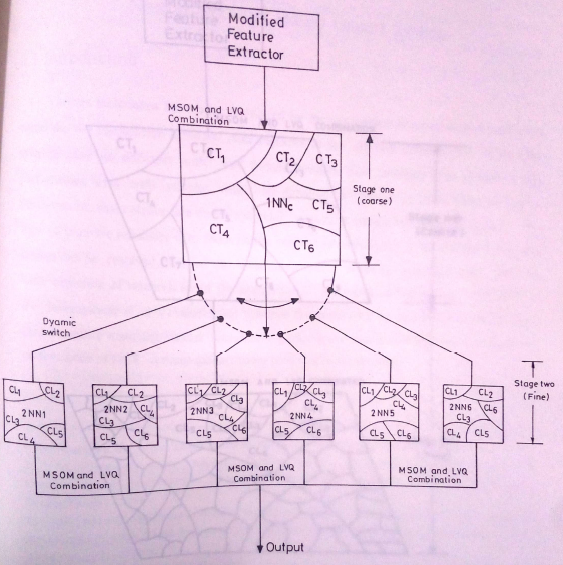 Modified
Feature
Extractor
MSOM and LVQ
Combination
CT1
CT2
CT3
1NNc
CT5
CT4
CT6
Stage one
(coarse)
Dyamic
switch
CL1
CL2
2NN1
CL3
CL4
CL5
CL1
CL2
2NN2
CL4
CL3
CL5
CL6
CL1
CL2
CL3
2NN3
CL4
CL5
CL6
CL1
CL2
CL3
CL4
2NN4
CL5
CL6
CL1
CL2
CL3
CL4
2NN5
CL5
CL6
CL1
CL2
2NN6
CL6
CL3
CL4
CL5
Stage two
(Fine)
MSOM and LVQ
Combination
MSOM and LVQ
Combination
MSOM and LVQ
Combination
Output